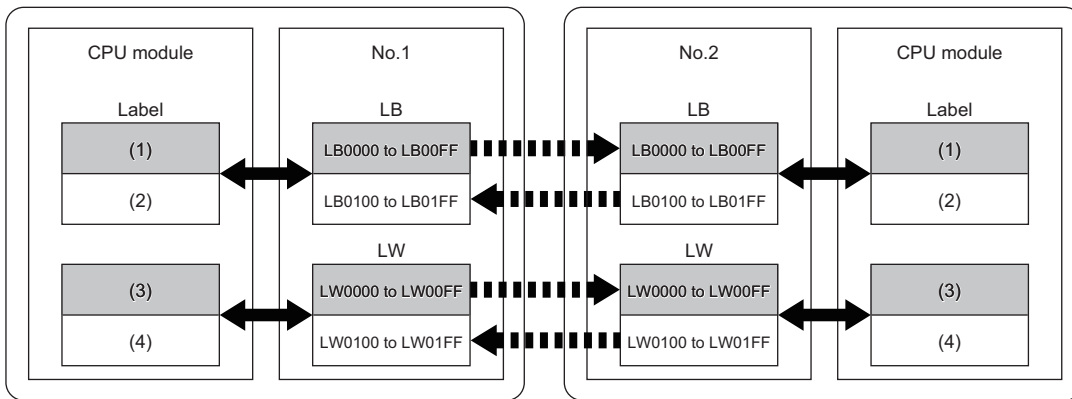 CPU module
No.1
No.2
CPU module
Label
LB
LB
Label
(1)
LB0000 to LB00FF
LB0000 to LB00FF
(1)
(2)
LB0100 to LB01FF
LB0100 to LB01FF
(2)
LW
LW
(3)
LW0000 to LW00FF
LW0000 to LW00FF
(3)
(4)
LW0100 to LW01FF
LW0100 to LW01FF
(4)